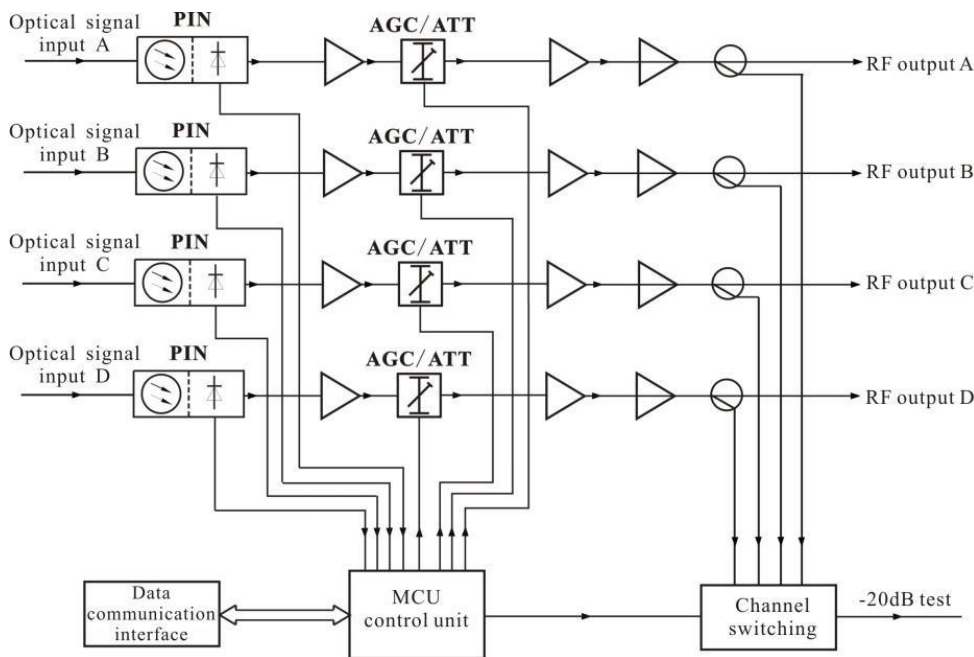 Optical signal
input A
PIN
AGC/ATT
RF output A
Optical signal
input B
PIN
AGC/ATT
RF output B
Optical signal
input C
PIN
AGC/ATT
RF output C
Optical signal
input D
PIN
AGC/ATT
RF output D
Data
communication
interface
MCU
control unit
Channel
switching
-20dB test